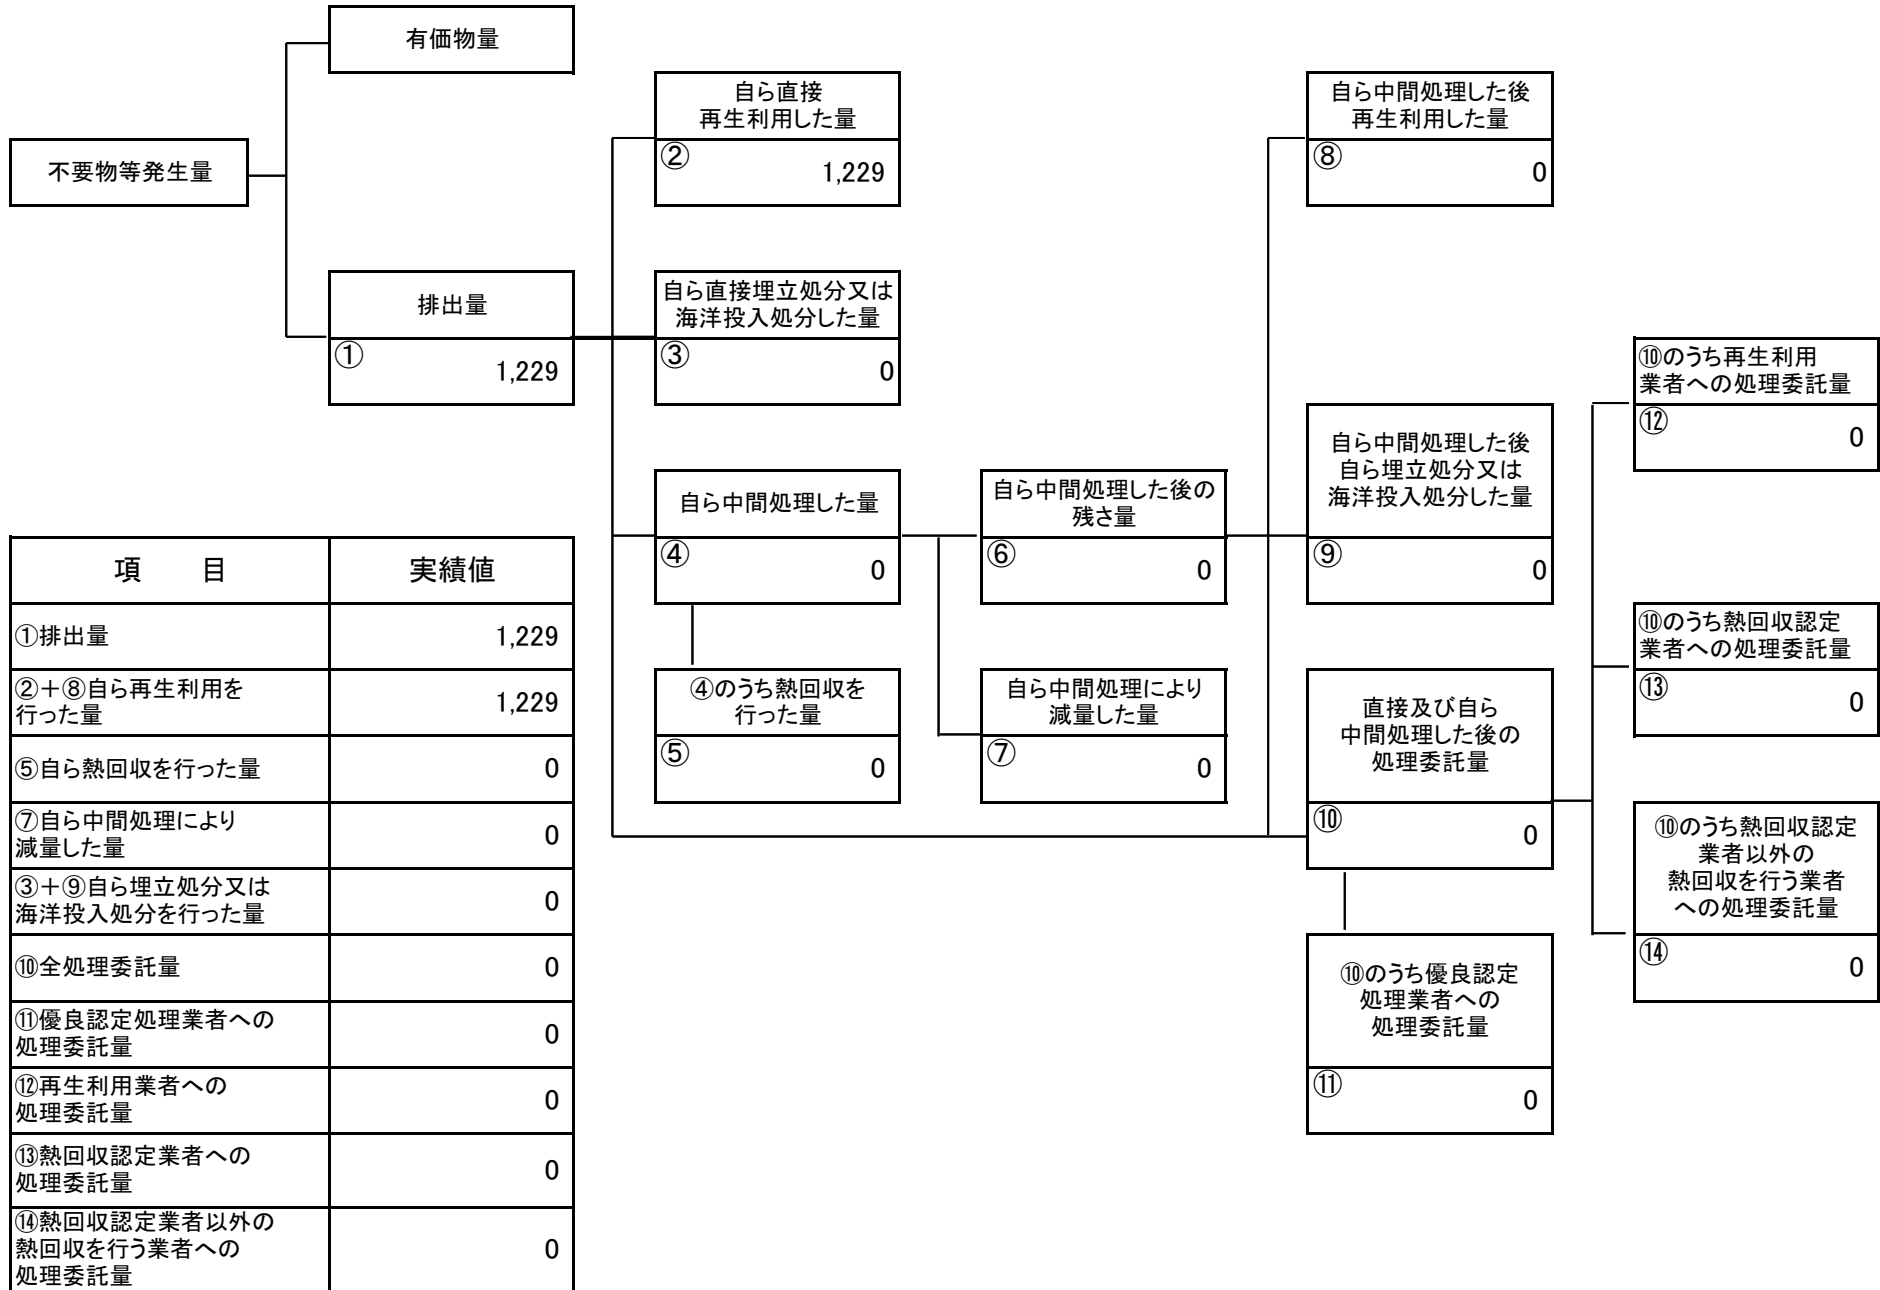 有価物量
不要物等発生量
排出量
①
1,229
自ら直接
再生利用した量
②
1,229
自ら直接埋立処分又は
海洋投入処分した量
③
0
自ら中間処理した量
④
0
④のうち熱回収を
行った量
⑤
0
自ら中間処理した後の
残さ量
⑥
0
自ら中間処理により
減量した量
⑦
0
自ら中間処理した後
再生利用した量
⑧
0
自ら中間処理した後
自ら埋立処分又は
海洋投入処分した量
⑨
0
直接及び自ら
中間処理した後の
処理委託量
⑩
0
⑩のうち優良認定
処理業者への
処理委託量
⑪
0
⑩のうち再生利用
業者への処理委託量
⑫
0
⑩のうち熱回収認定
業者への処理委託量
⑬
0
⑩のうち熱回収認定
業者以外の
熱回収を行う業者
への処理委託量
⑭
0
項　　目 実績値
①排出量 1,229
②＋⑧自ら再生利用を
行った量 1,229
⑤自ら熱回収を行った量 0
⑦自ら中間処理により
減量した量 0
③＋⑨自ら埋立処分又は
海洋投入処分を行った量 0
⑩全処理委託量 0
⑪優良認定処理業者への
処理委託量 0
⑫再生利用業者への
処理委託量 0
⑬熱回収認定業者への
処理委託量 0
⑭熱回収認定業者以外の
熱回収を行う業者への 0
処理委託量